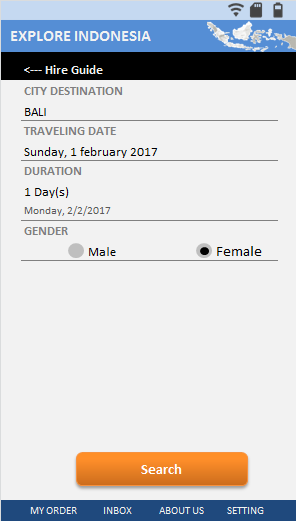 EXPLORE INDONESIA
<--- Hire Guide
CITY DESTINATION
BALI
TRAVELING DATE
Sunday, 1 february 2017
DURATION
1 Day(s)
Monday, 2/2/2017
GENDER
Male Female
Search
MY ORDER INBOX ABOUT US SETTING